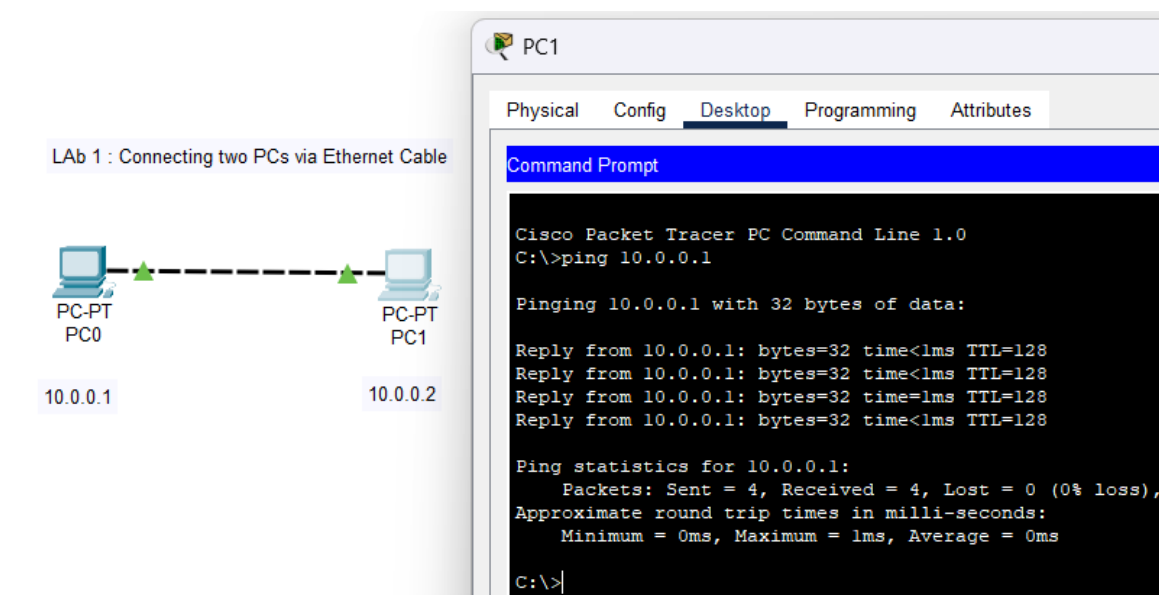 LAb 1 : Connecting two PCs via Ethernet Cable
PC-PT
PC0
PC-PT
PC1
10.0.0.1
10.0.0.2
PC1
Physical Config Desktop Programming Attributes
Command Prompt
Cisco Packet Tracer PC Command Line 1.0
C:\>ping 10.0.0.1
Pinging 10.0.0.1 with 32 bytes of data:
Reply from 10.0.0.1: bytes=32 time<1ms TTL=128
Reply from 10.0.0.1: bytes=32 time<1ms TTL=128
Reply from 10.0.0.1: bytes=32 time=1ms TTL=128
Reply from 10.0.0.1: bytes=32 time<1ms TTL=128
Ping statistics for 10.0.0.1:
Packets: Sent = 4, Received = 4, Lost = 0 (0% loss),
Approximate round trip times in milli-seconds:
Minimum = 0ms, Maximum = 1ms, Average = 0ms
C:\>